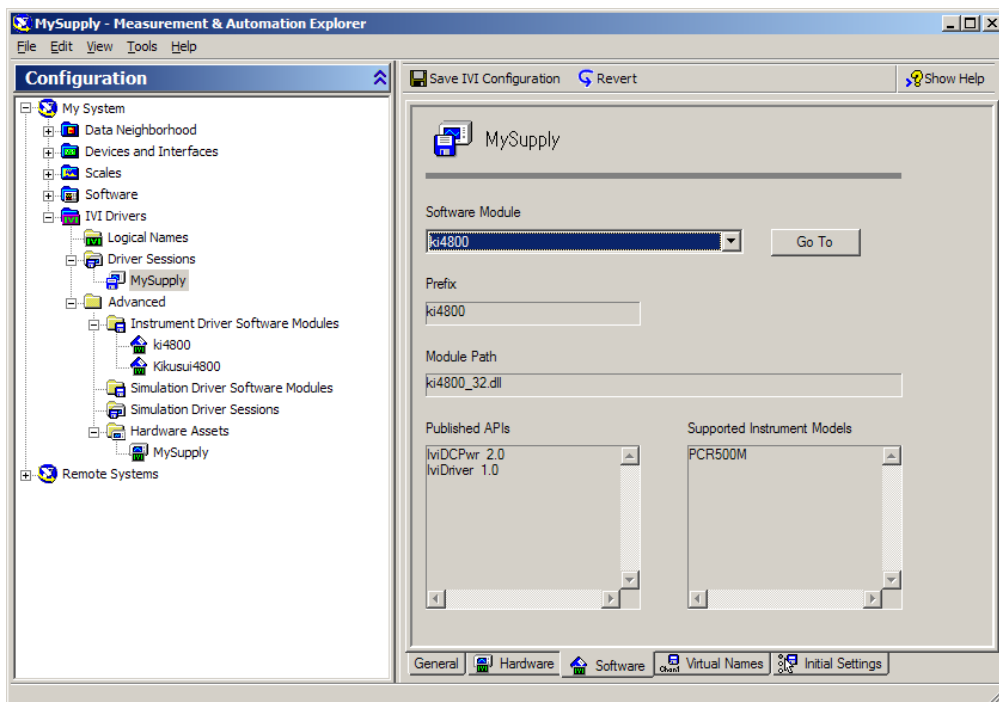 MySupply - Measurement & Automation Explorer
File Edit View Tools Help
Configuration
My System
Data Neighborhood
Devices and Interfaces
Scales
Software
IVI Drivers
Logical Names
Driver Sessions
MySupply
Advanced
Instrument Driver Software Modules
ki4800
Kikusui4800
Simulation Driver Software Modules
Simulation Driver Sessions
Hardware Assets
MySupply
Remote Systems
Save IVI Configuration Revert Show Help
MySupply
Software Module
ki4800 Go To
Prefix
ki4800
Module Path
ki4800_32.dll
Published APIs Supported Instrument Models
IviDCPwr 2.0 PCR500M
IviDriver 1.0
General Hardware Software Virtual Names Initial Settings